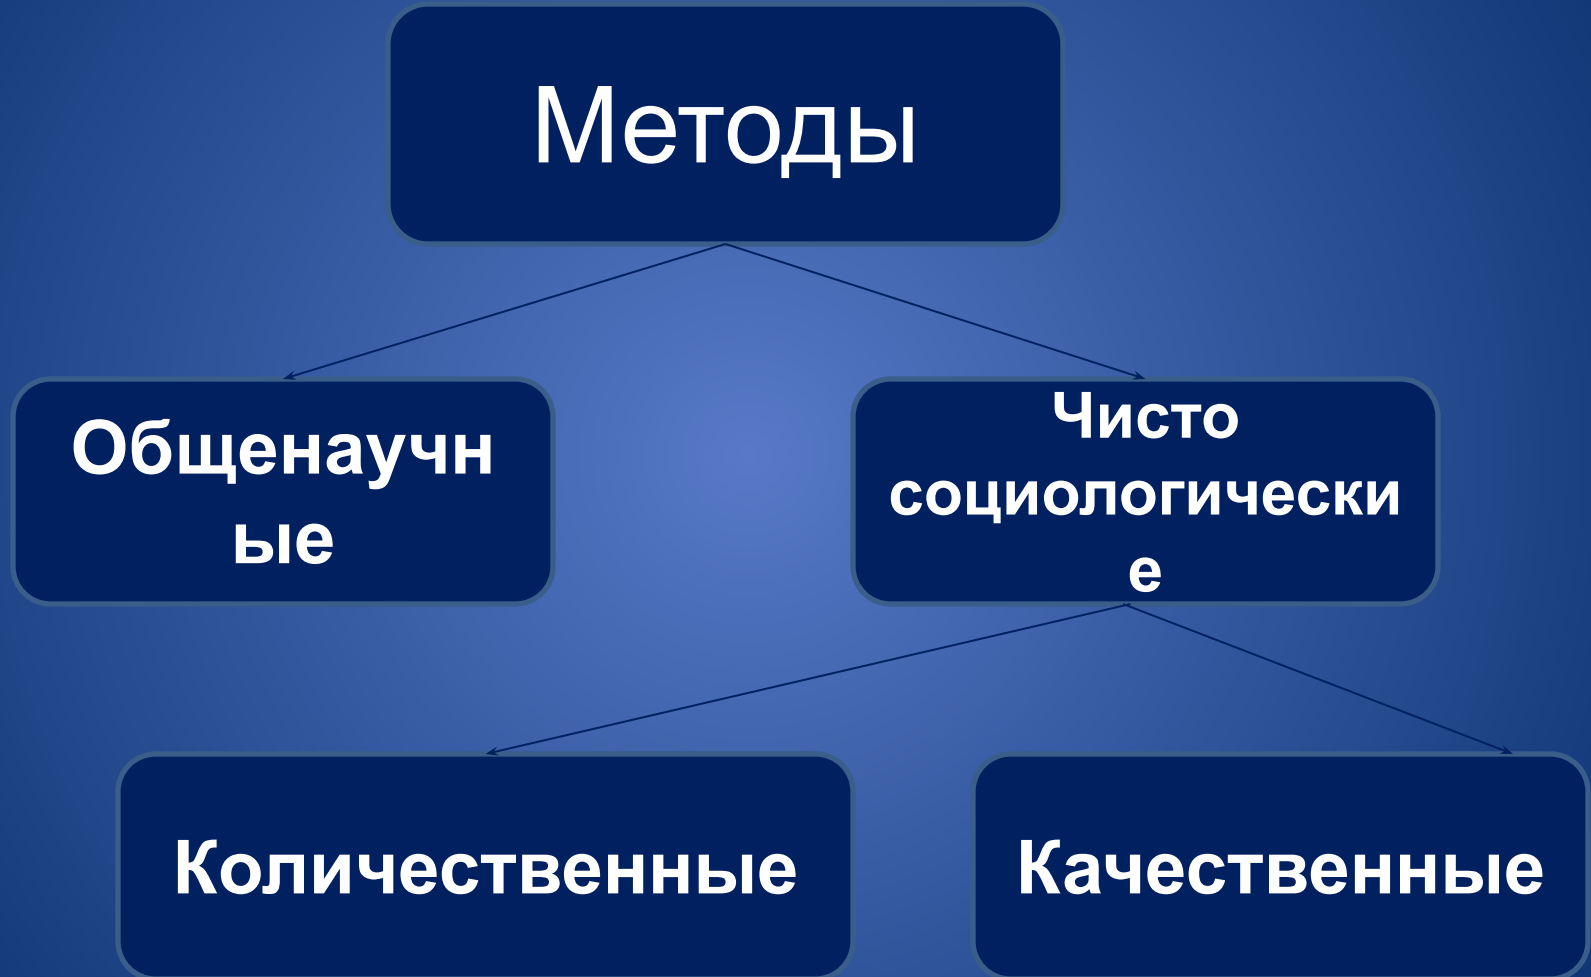 Методы
Общенаучн
ые
Чисто
социологически
е
Количественные
Качественные